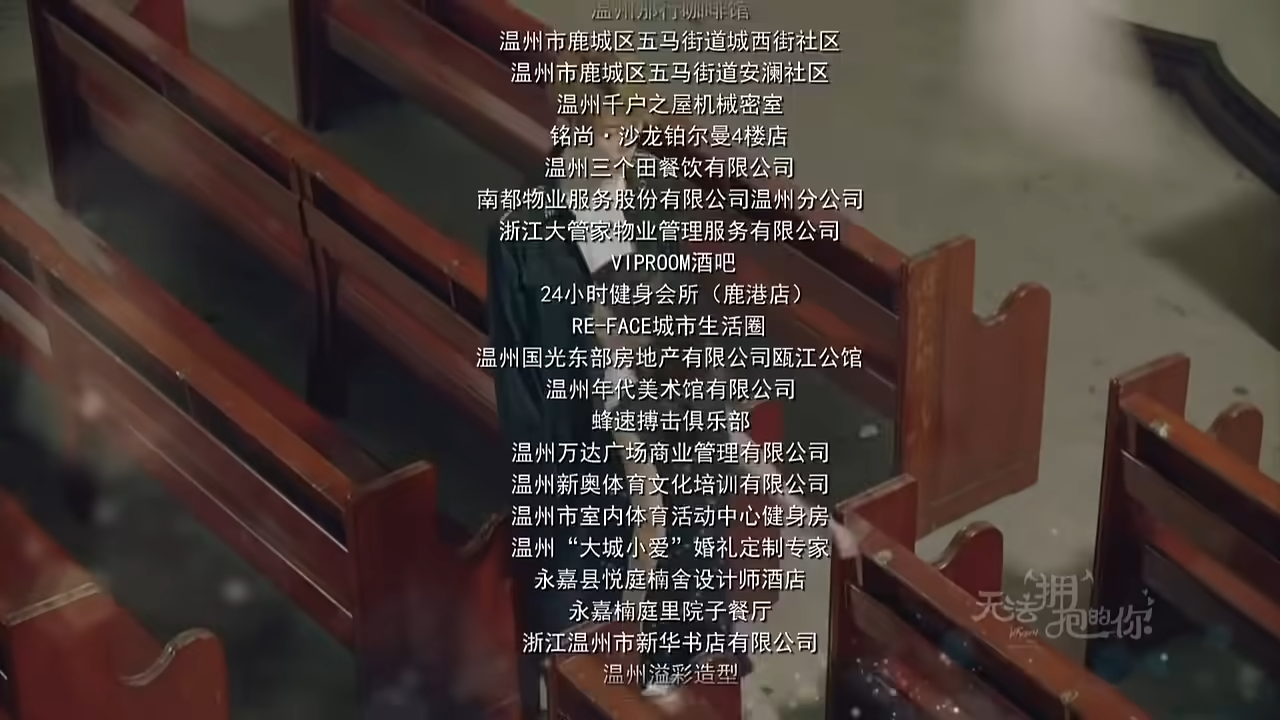 温州市鹿城区五马街道城西街社区
温州市鹿城区五马街道安澜社区
温州千户之屋机械密室
铭尚·沙龙铂尔曼4楼店
温州三个田餐饮有限公司
南都物业服务股份有限公司温州分公司
浙江大管家物业管理服务有限公司
VIPROOM酒吧
24小时健身会所（鹿港店）
RE-FACE城市生活圈
温州国光东部房地产有限公司瓯江公馆
温州年代美术馆有限公司
蜂速搏击俱乐部
温州万达广场商业管理有限公司
温州新奥体育文化培训有限公司
温州市室内体育活动中心健身房
温州“大城小爱”婚礼定制专家
永嘉县悦庭楠舍设计师酒店
永嘉楠庭里院子餐厅
浙江温州市新华书店有限公司
温州溢彩造型
无法拥抱的你